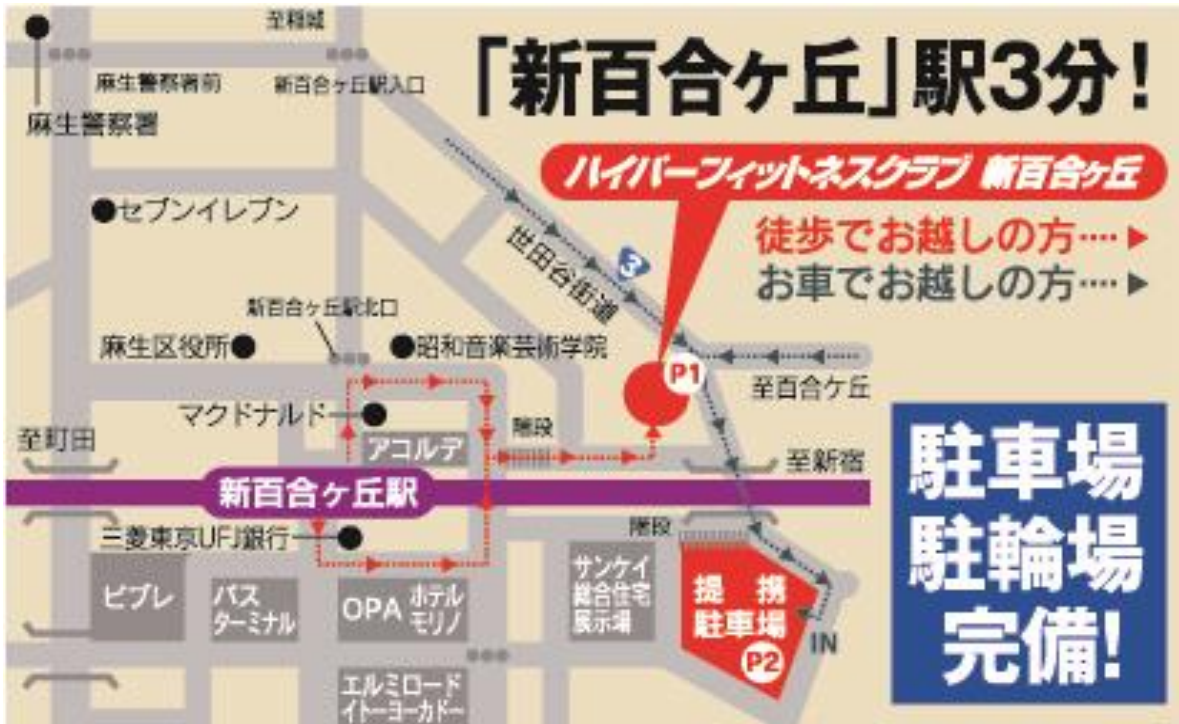 至稲城
「新百合ヶ丘」駅3分!
麻生警察署前
新百合ヶ丘駅入口
麻生警察署
ハイパーフィットネスクラブ 新百合ヶ丘
セブンイレブン
徒歩でお越しの方
世田谷街道
3
お車でお越しの方
新百合ヶ丘駅北口
麻生区役所
昭和音楽芸術学院
P1
至百合ケ丘
マクドナルド
階段
至町田
アコルデ
至新宿
新百合ヶ丘駅
駐車場
駐輪場
完備!
三菱東京UFJ銀行
階段
ビブレ
バス
ターミナル
OPA
ホテル
モリノ
サンケイ
総合住宅
展示場
提携
駐車場
P2
IN
エルミロード
イトーヨーカドー